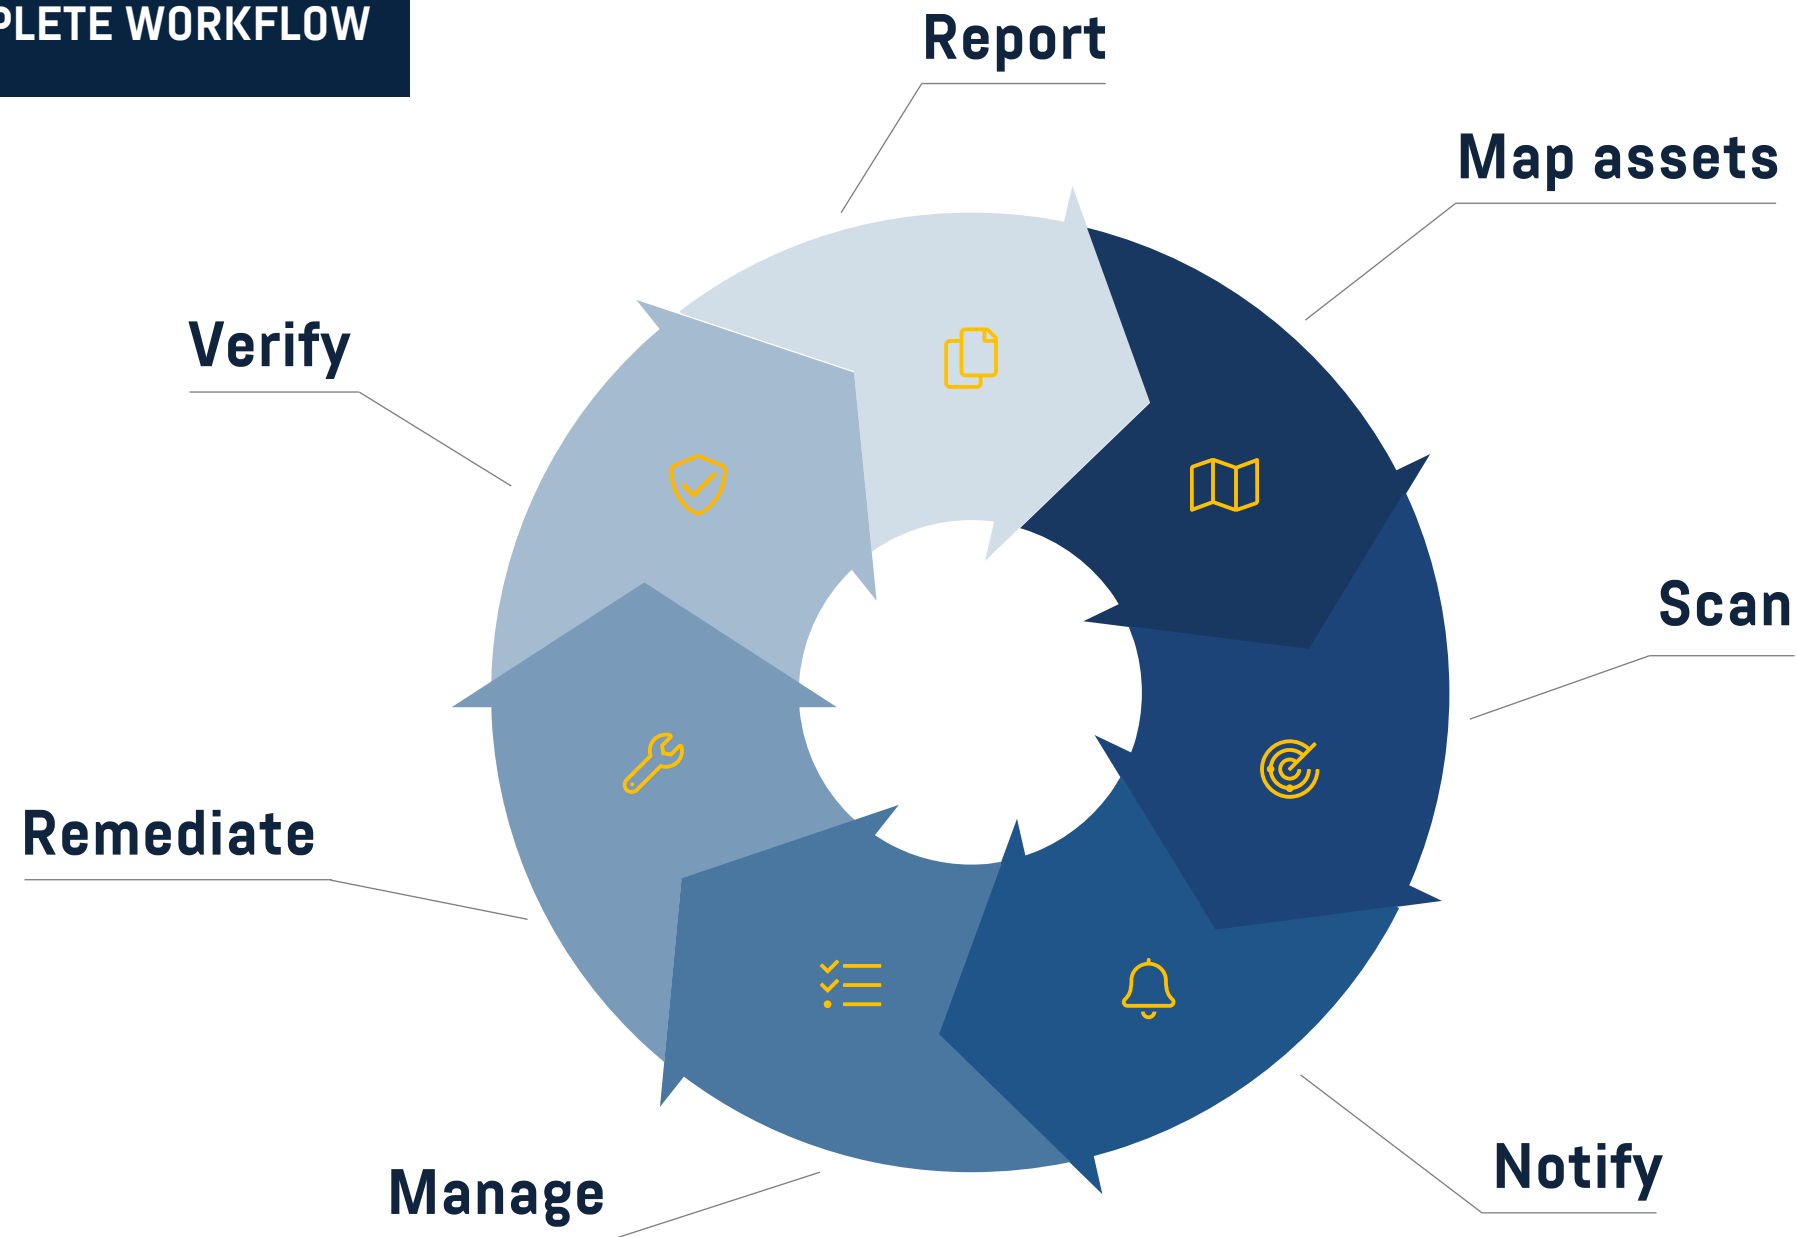 PLETE WORKFLOW
Report
Map assets
Verify
Scan
Remediate
Notify
Manage